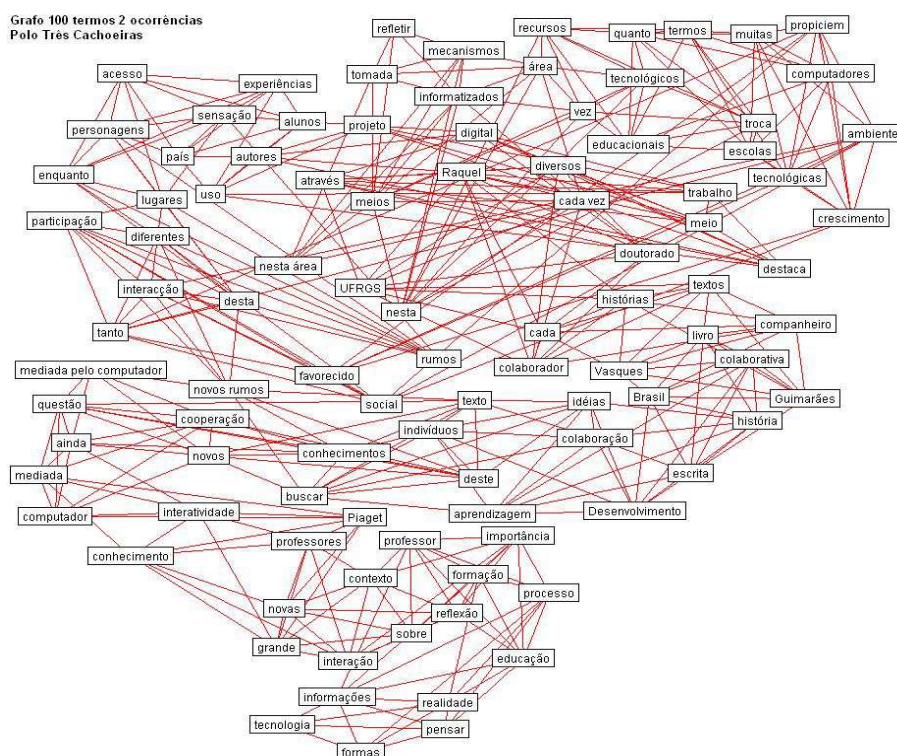 Grafo 100 termos 2 ocorrências
Polo Três Cachoeiras
refletir
recursos
quanto
termos
muitas
propiciem
mecanismos
acesso
experiências
tomada
área
tecnológicos
computadores
informatizados
sensação
alunos
personagens
projeto
digital
vez
troca
ambiente
país
autores
educacionais
escolas
enquanto
através
Raquel
diversos
tecnológicas
uso
lugares
meios
cada vez
trabalho
participação
meio
crescimento
diferentes
doutorado
nesta área
destaca
interacção
UFRGS
textos
desta
nesta
histórias
tanto
cada
livro
companheiro
rumos
colaborador
colaborativa
mediada pelo computador
favorecido
Vasques
novos rumos
Brasil
Guimarães
questão
social
texto
idéias
cooperação
história
indivíduos
ainda
colaboração
novos
conhecimentos
mediada
deste
escrita
buscar
computador
interatividade
Piaget
aprendizagem
Desenvolvimento
professores
professor
importância
conhecimento
contexto
formação
processo
novas
reflexão
sobre
grande
interação
educação
informações
realidade
tecnologia
pensar
formas